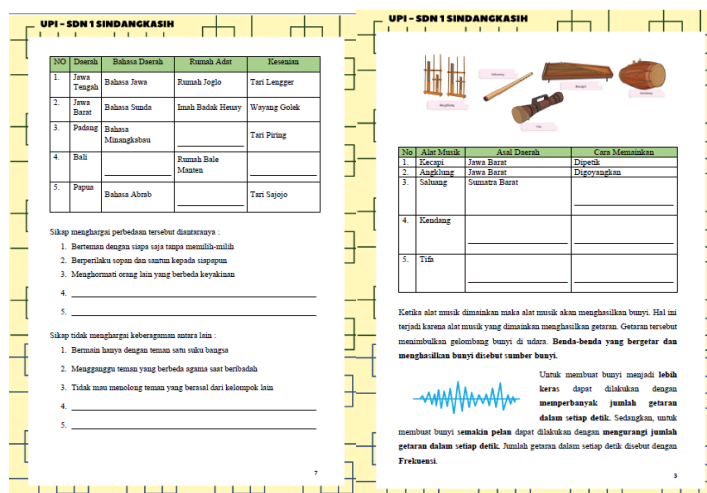 UPI – SDN 1 SINDANGKASIH
NO Daerah Bahasa Daerah Rumah Adat Kesenian
1. Jawa Tengah Bahasa Jawa Rumah Joglo Tari Lengger
2. Jawa Barat Bahasa Sunda Imah Badak Heuay Wayang Golek
3. Padang Bahasa Minangkabau Tari Piring
4. Bali Rumah Bale Manten
5. Papua Bahasa Abrab Tari Sajojo
Sikap menghargai perbedaan tersebut diantaranya :
1. Berteman dengan siapa saja tanpa memilih-milih
2. Berperilaku sopan dan santun kepada siapapun
3. Menghormati orang lain yang berbeda keyakinan
4.
5.
Sikap tidak menghargai keberagaman antara lain :
1. Bermain hanya dengan teman satu suku bangsa
2. Mengganggu teman yang berbeda agama saat beribadah
3. Tidak mau menolong teman yang berasal dari kelompok lain
4.
5.
7
UPI – SDN 1 SINDANGKASIH
No Alat Musik Asal Daerah Cara Memainkan
1. Kecapi Jawa Barat Dipetik
2. Angklung Jawa Barat Digoyangkan
3. Saluang Sumatra Barat
4. Kendang
5. Tifa
Ketika alat musik dimainkan maka alat musik akan menghasilkan bunyi. Hal ini
terjadi karena alat musik yang dimainkan menghasilkan getaran. Getaran tersebut
menimbulkan gelombang bunyi di udara. Benda-benda yang bergetar dan
menghasilkan bunyi disebut sumber bunyi.
Untuk membuat bunyi menjadi lebih
keras dapat dilakukan dengan
memperbanyak jumlah getaran
dalam setiap detik. Sedangkan, untuk
membuat bunyi semakin pelan dapat dilakukan dengan mengurangi jumlah
getaran dalam setiap detik. Jumlah getaran dalam setiap detik disebut dengan
Frekuensi.
3